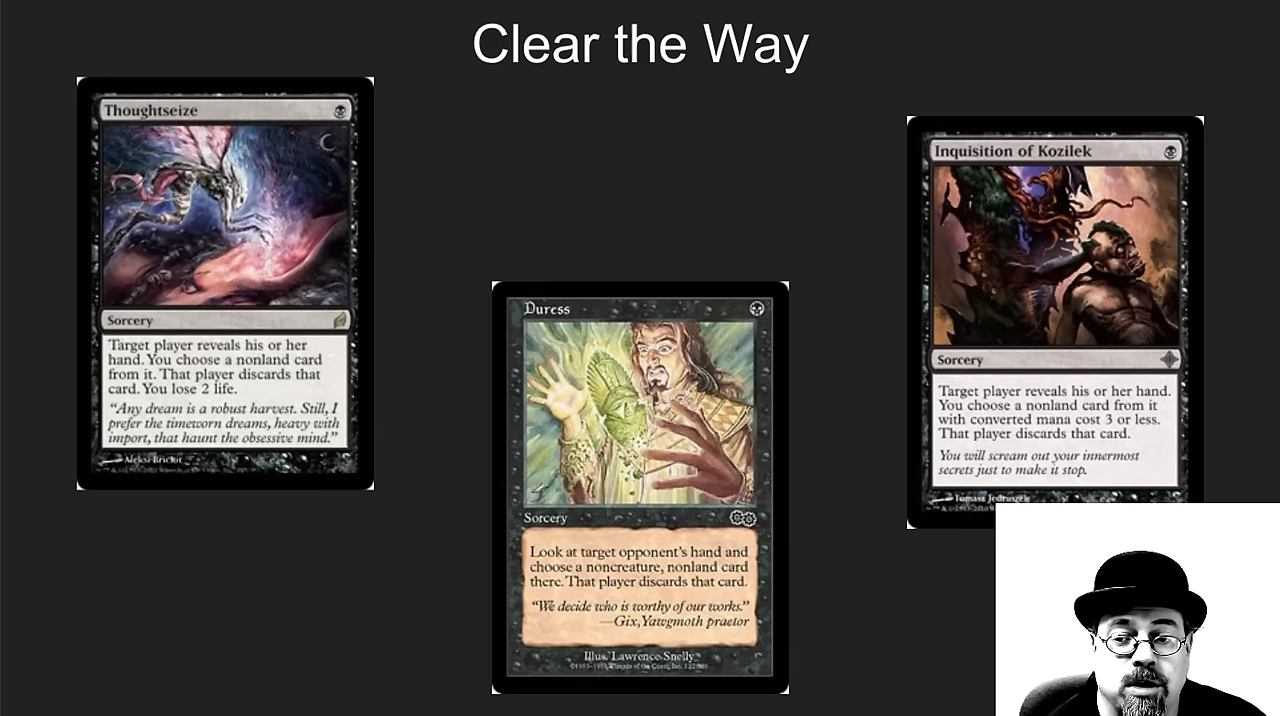 Clear the Way
Thoughtseize
Sorcery
Target player reveals his or her
hand. You choose a nonland card
from it. That player discards that
card. You lose 2 life.
“Any dream is a robust harvest. Still, I
prefer the timeworn dreams, heavy with
import, that haunt the obsessive mind.”
Aleksi Briclot
Duress
Sorcery
Look at target opponent's hand and
choose a noncreature, nonland card
there. That player discards that card.
“We decide who is worthy of our works.”
—Gix, Yawgmoth praetor
Illus. Lawrence Snelly
Inquisition of Kozilek
Sorcery
Target player reveals his or her hand.
You choose a nonland card from it
with converted mana cost 3 or less.
That player discards that card.
You will scream out your innermost
secrets just to make it stop.
Tomasz Jedruszek